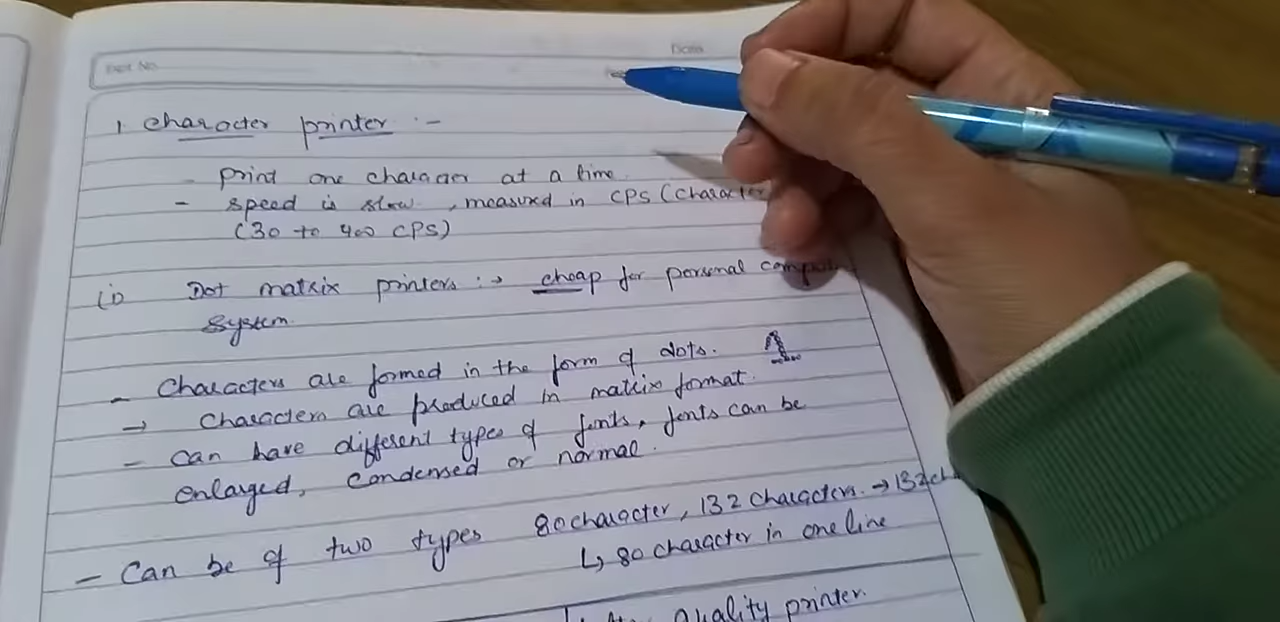 Expt. No.
Date
1 character printer :-
- print one character at a time.
- speed is slow, measured in CPS (character
(30 to 400 CPS)
(i) Dot matrix printers :→ cheap for personal
system.
- characters are formed in the form of dots.
→ characters are produced in matrix format.
- can have different types of fonts, fonts can be
enlarged, condensed or normal.
- can be of two types 80 character, 132 characters. → 132
↳ 80 character in one line
quality printer.